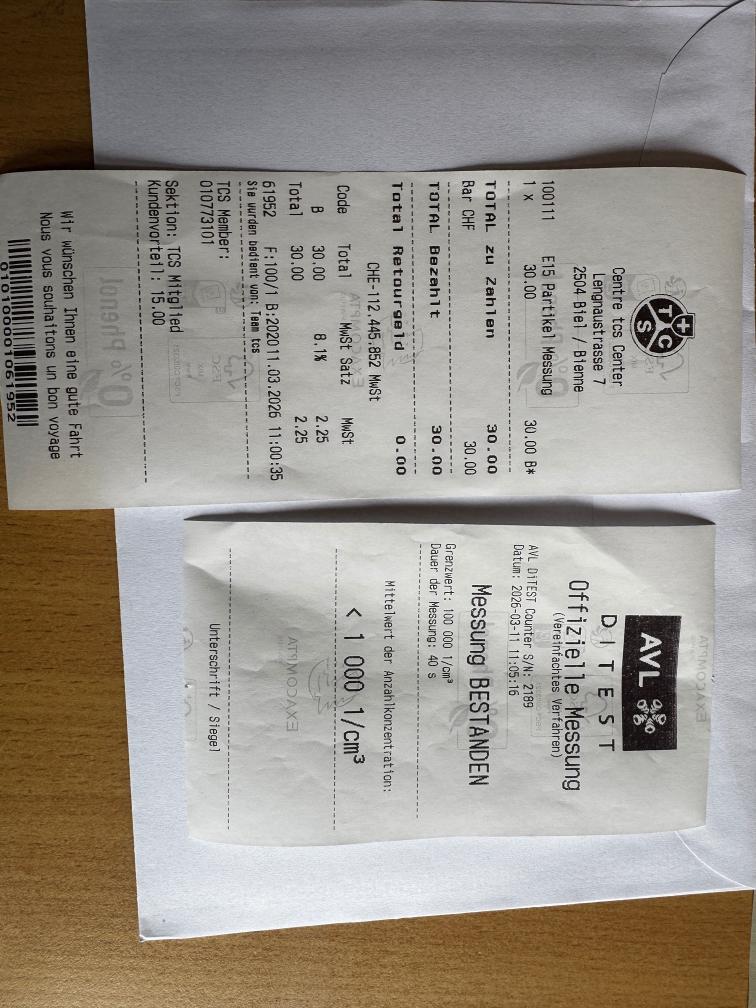 TCS
Centre tcs Center
Lengnaustrasse 7
2504 Biel / Bienne
100111 E15 Partikel Messung
1 x 30.00 30.00 B*
TOTAL zu Zahlen 30.00
Bar CHF 30.00
TOTAL Bezahlt 30.00
Total Retourgeld 0.00
CHE-112.445.852 MwSt
Code Total MwSt Satz MwSt
B 30.00 8.1% 2.25
Total 30.00 2.25
61952 F:100/1 B:2020 11.03.2026 11:00:35
Sie wurden bedient von: Team tcs
TCS Member:
010773101
Sektion: TCS Mitglied
Kundenvorteil: 15.00
Wir wünschen Ihnen eine gute Fahrt
Nous vous souhaitons un bon voyage
0101000001061952
AVL
DITEST
Offizielle Messung
(Vereinfachtes Verfahren)
AVL DiTEST Counter S/N: 2189
Datum: 2026-03-11 11:05:16
Messung BESTANDEN
Grenzwert: 100 000 1/cm³
Dauer der Messung: 40 s
Mittelwert der Anzahlkonzentration:
< 1 000 1/cm³
Unterschrift / Siegel